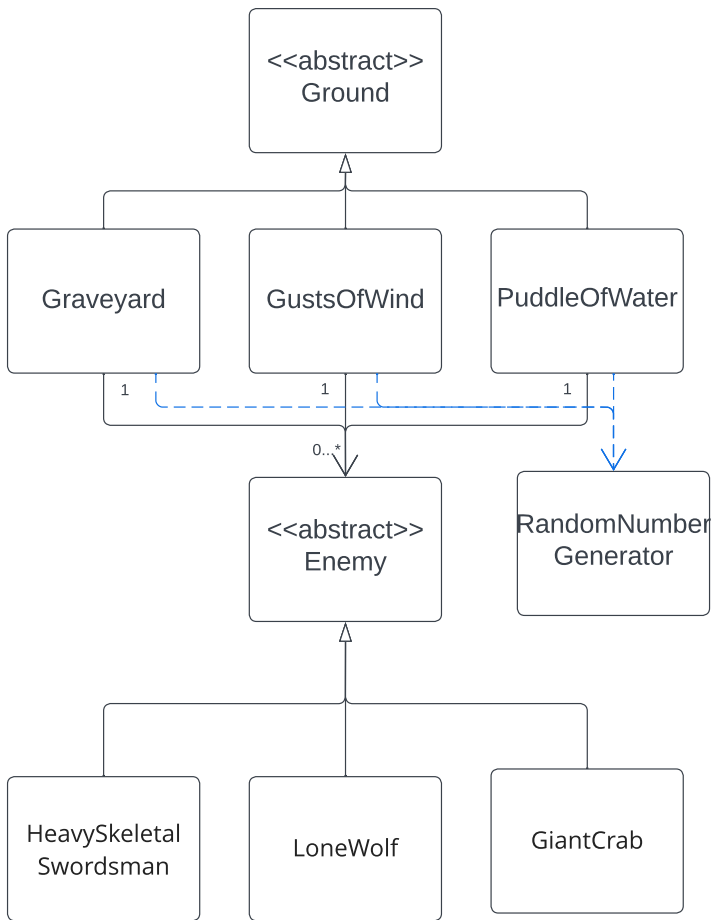 <<abstract>>
Ground
Graveyard
GustsOfWind
PuddleOfWater
1
1
1
0...*
<<abstract>>
Enemy
RandomNumber
Generator
HeavySkeletal
Swordsman
LoneWolf
GiantCrab